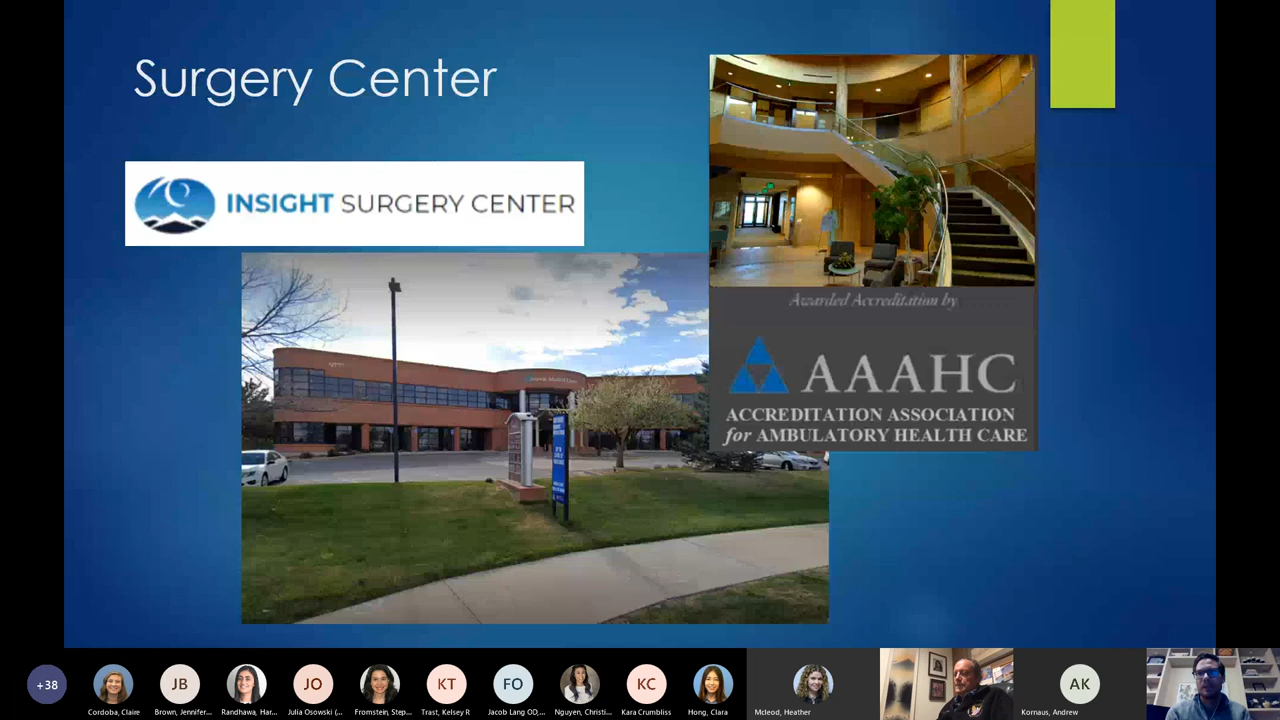 Surgery Center
INSIGHT SURGERY CENTER
Awarded Accreditation by
AAAHC
ACCREDITATION ASSOCIATION
for AMBULATORY HEALTH CARE
+38
JB
JO
KT
FO
KC
AK
Cordoba, Claire
Brown, Jennifer...
Randhawa, Har...
Julia Osowski (...
Fromstein, Step...
Trast, Kelsey R
Jacob Lang OD,...
Nguyen, Christi...
Kara Crumbliss
Hong, Clara
Mcleod, Heather
Kornaus, Andrew